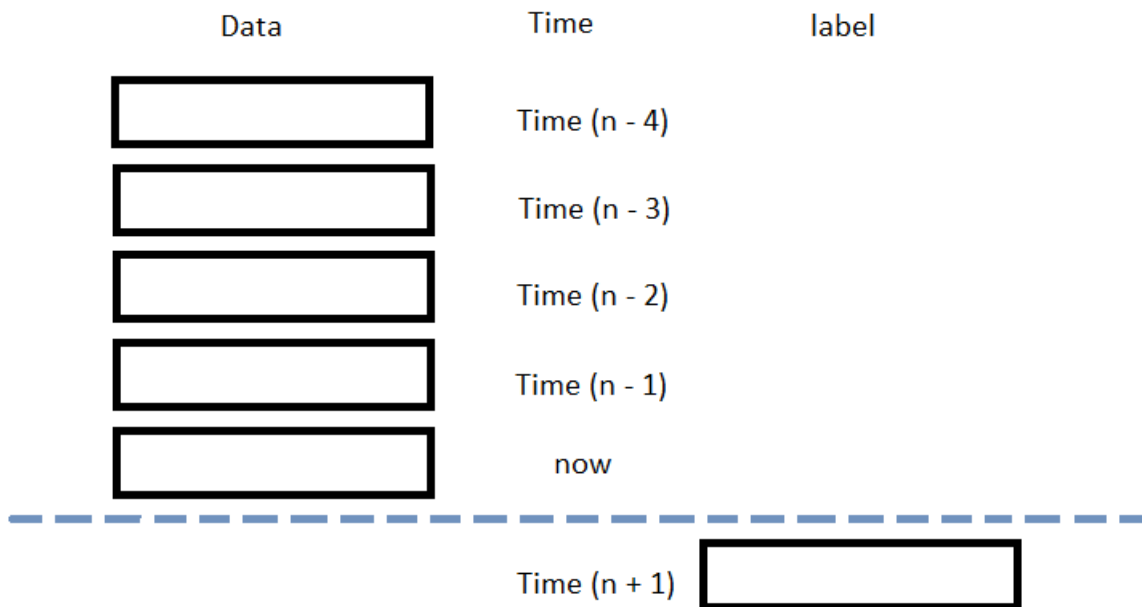 Data Time label
Time (n - 4)
Time (n - 3)
Time (n - 2)
Time (n - 1)
now
Time (n + 1)